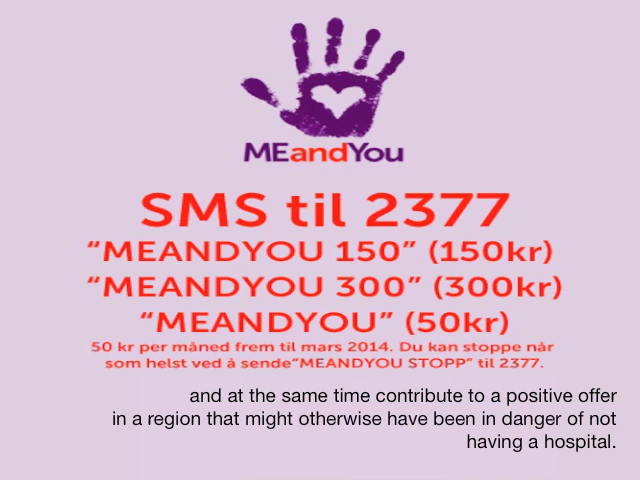 MEandYou
SMS til 2377
“MEANDYOU 150” (150kr)
“MEANDYOU 300” (300kr)
“MEANDYOU” (50kr)
50 kr per måned frem til mars 2014. Du kan stoppe når
som helst ved å sende“MEANDYOU STOPP” til 2377.
and at the same time contribute to a positive offer
in a region that might otherwise have been in danger of not
having a hospital.